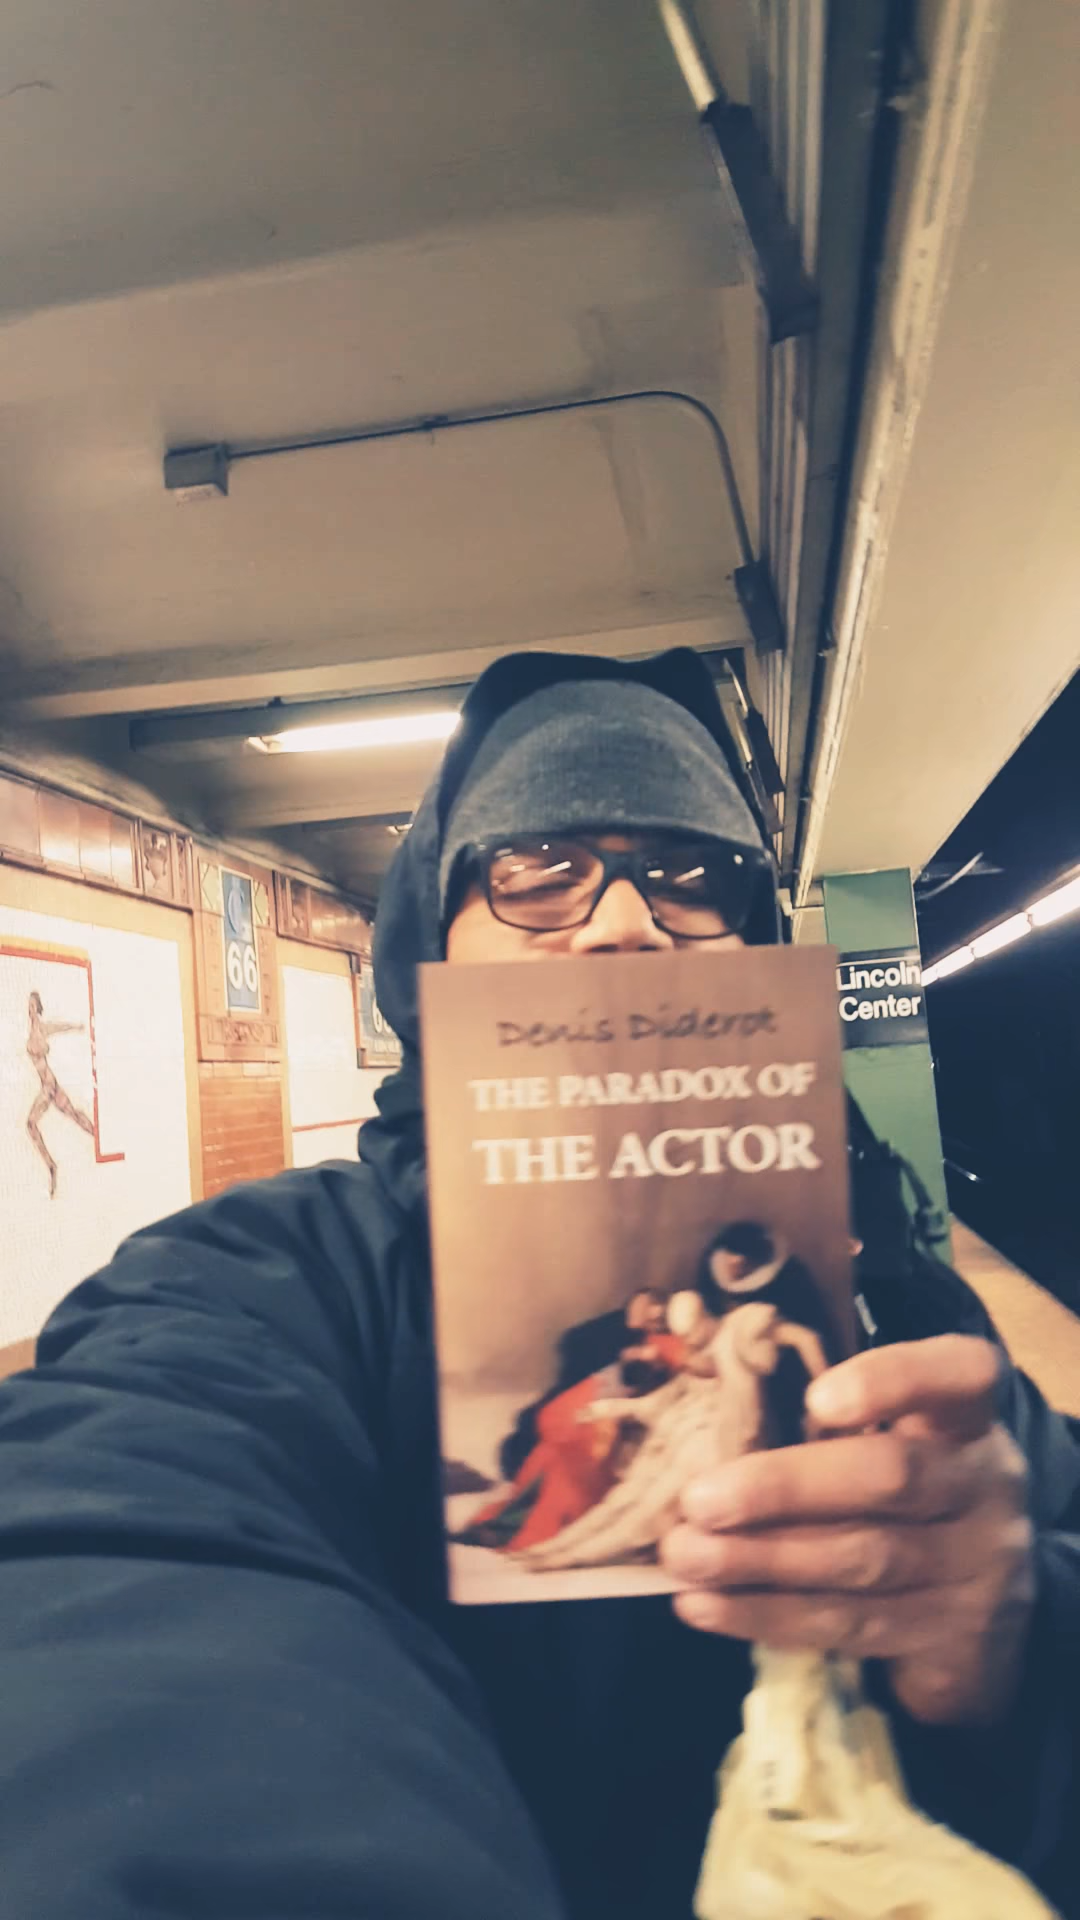 66
Lincoln
Center
Denis Diderot
THE PARADOX OF
THE ACTOR